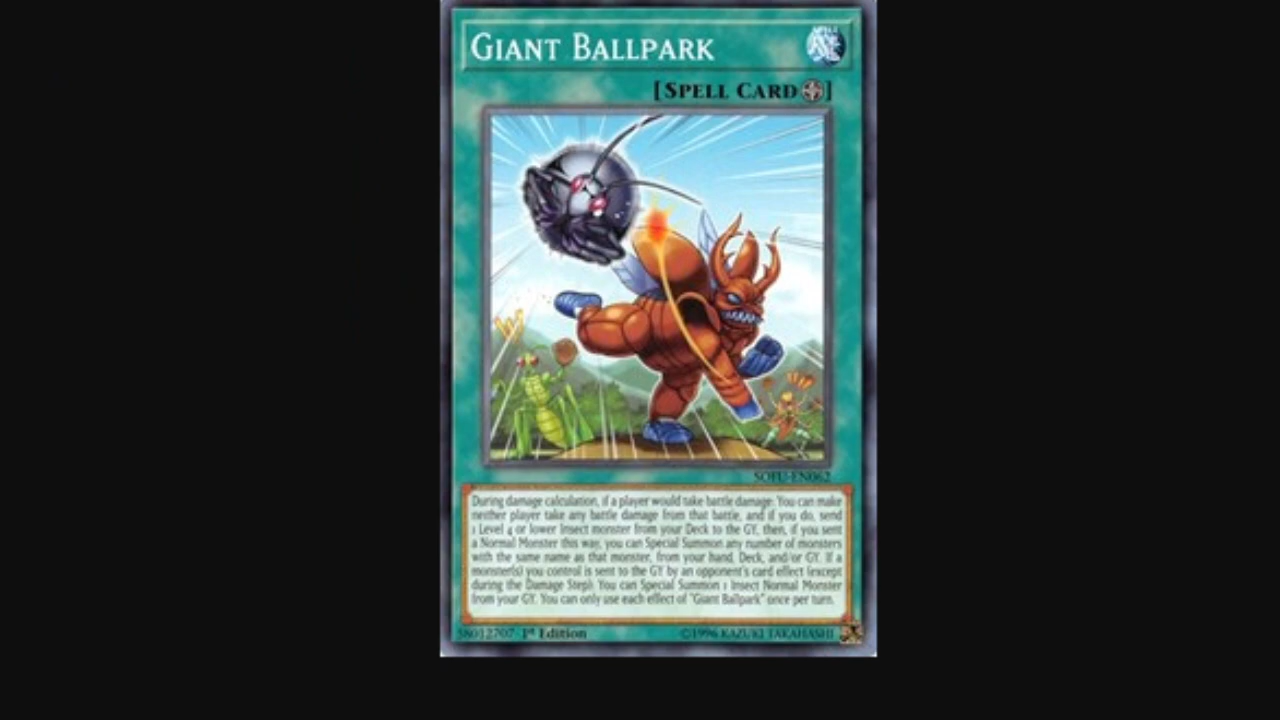 GIANT BALLPARK
[SPELL CARD]
SOFU-EN062
During damage calculation, if a player would take battle damage: You can make
neither player take any battle damage from that battle, and if you do, send
1 Level 4 or lower Insect monster from your Deck to the GY, then, if you sent
a Normal Monster this way, you can Special Summon any number of monsters
with the same name as that monster, from your hand, Deck, and/or GY. If a
monster(s) you control is sent to the GY by an opponent's card effect (except
during the Damage Step): You can Special Summon 1 Insect Normal Monster
from your GY. You can only use each effect of "Giant Ballpark" once per turn.
58012707 1st Edition
©1996 KAZUKI TAKAHASHI